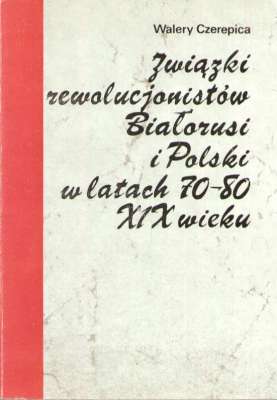 Walery Czerepica
Związki
rewolucjonistów
Białorusi
i Polski
w latach 70-80
XIX wieku